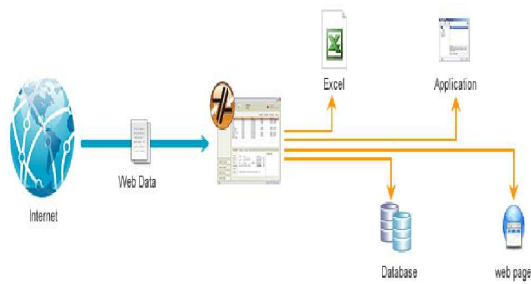 Excel
Application
Web Data
Internet
Database
web page